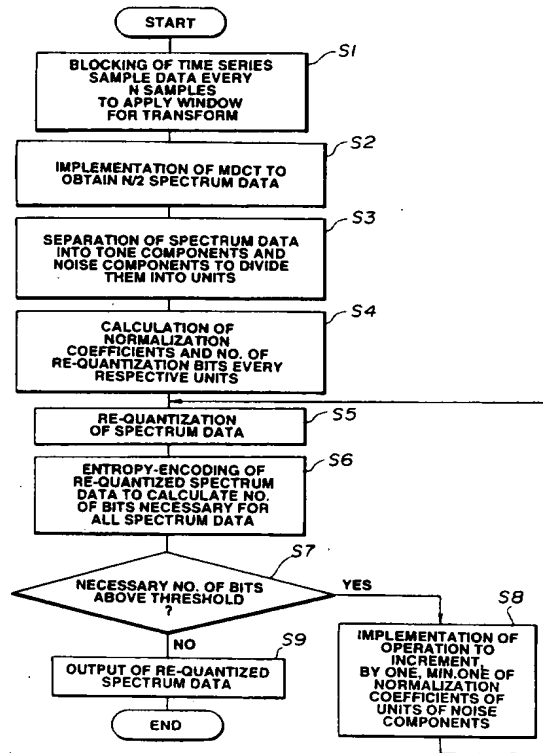 START
S1
BLOCKING OF TIME SERIES
SAMPLE DATA EVERY
N SAMPLES
TO APPLY WINDOW
FOR TRANSFORM
S2
IMPLEMENTATION OF MDCT TO
OBTAIN N/2 SPECTRUM DATA
S3
SEPARATION OF SPECTRUM DATA
INTO TONE COMPONENTS AND
NOISE COMPONENTS TO DIVIDE
THEM INTO UNITS
S4
CALCULATION OF
NORMALIZATION
COEFFICIENTS AND NO. OF
RE-QUANTIZATION BITS EVERY
RESPECTIVE UNITS
S5
RE-QUANTIZATION
OF SPECTRUM DATA
S6
ENTROPY-ENCODING OF
RE-QUANTIZED SPECTRUM
DATA TO CALCULATE NO.
OF BITS NECESSARY FOR
ALL SPECTRUM DATA
S7
NECESSARY NO. OF BITS
ABOVE THRESHOLD
?
YES
NO
S8
IMPLEMENTATION OF
OPERATION TO
INCREMENT,
BY ONE, MIN.ONE OF
NORMALIZATION
COEFFICIENTS OF
UNITS OF NOISE
COMPONENTS
S9
OUTPUT OF RE-QUANTIZED
SPECTRUM DATA
END